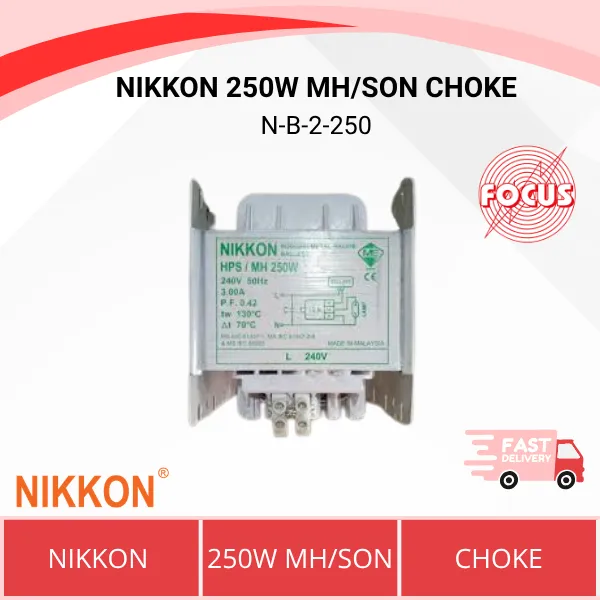 NIKKON 250W MH/SON CHOKE
N-B-2-250
FOCUS
NIKKON
HPS / MH 250W
240V 50Hz
3.00A
P.F. 0.42
tw 130°C
Δt 70°C
MADE IN MALAYSIA
L 240V
FAST
DELIVERY
NIKKON®
NIKKON
250W MH/SON
CHOKE